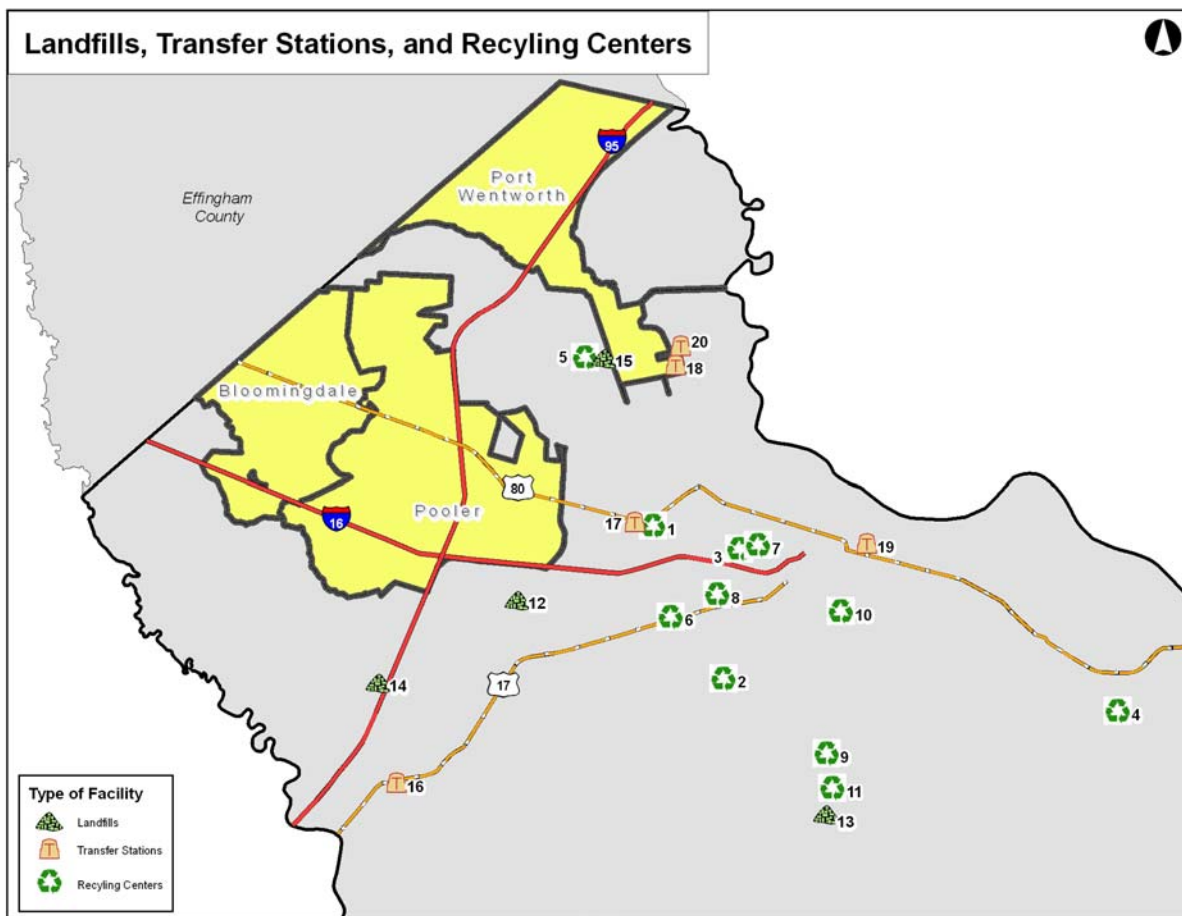 Landfills, Transfer Stations, and Recyling Centers
95
Port
Wentworth
Effingham
County
20
5
15
18
Bloomingdale
80
16
Pooler
17
1
3
7
19
12
8
6
10
14
17
2
4
9
16
11
13
Type of Facility
Landfills
T Transfer Stations
Recyling Centers
T
T
T
T
T